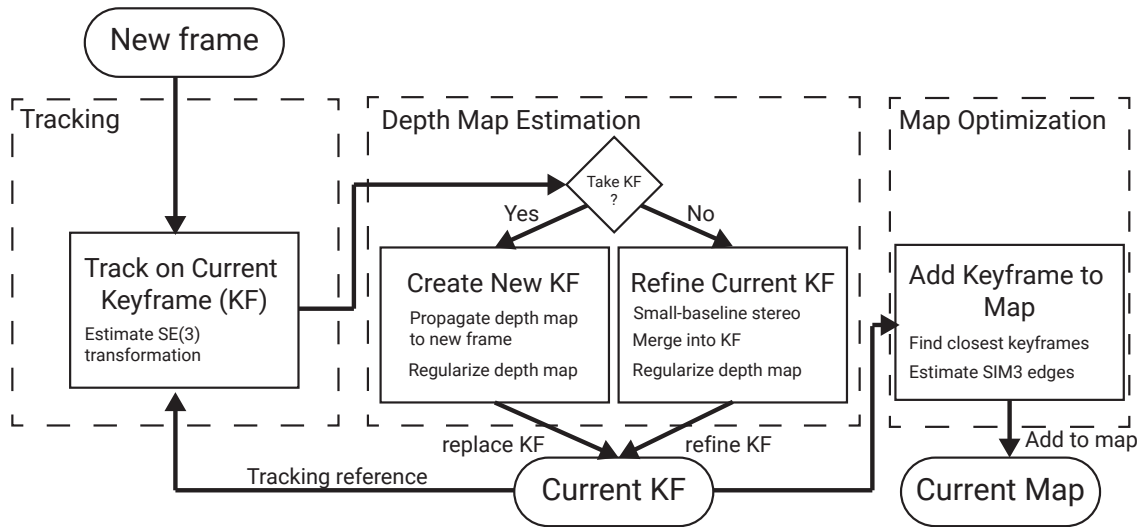 New frame
Tracking
Track on Current
Keyframe (KF)
Estimate SE(3)
transformation
Depth Map Estimation
Take KF
?
Yes
No
Create New KF
Propagate depth map
to new frame
Regularize depth map
Refine Current KF
Small-baseline stereo
Merge into KF
Regularize depth map
replace KF
refine KF
Tracking reference
Current KF
Map Optimization
Add Keyframe to
Map
Find closest keyframes
Estimate SIM3 edges
Add to map
Current Map